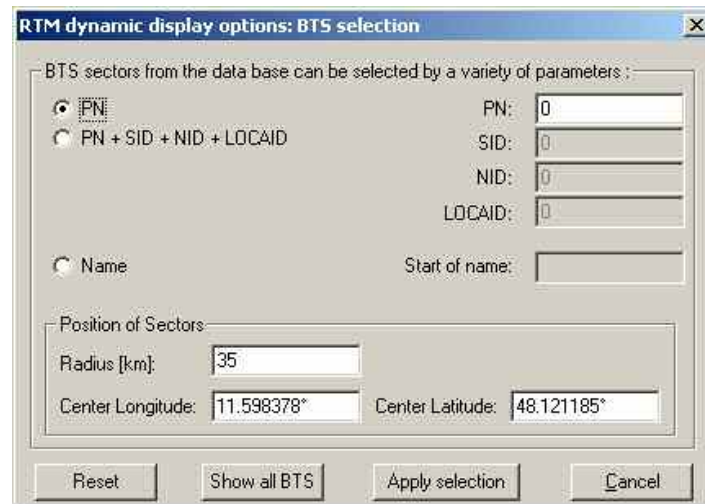 RTM dynamic display options: BTS selection
BTS sectors from the data base can be selected by a variety of parameters :
PN PN: 0
PN + SID + NID + LOCAID SID: 0
NID: 0
LOCAID: 0
Name Start of name:
Position of Sectors
Radius [km]: 35
Center Longitude: 11.598378° Center Latitude: 48.121185°
Reset Show all BTS Apply selection Cancel